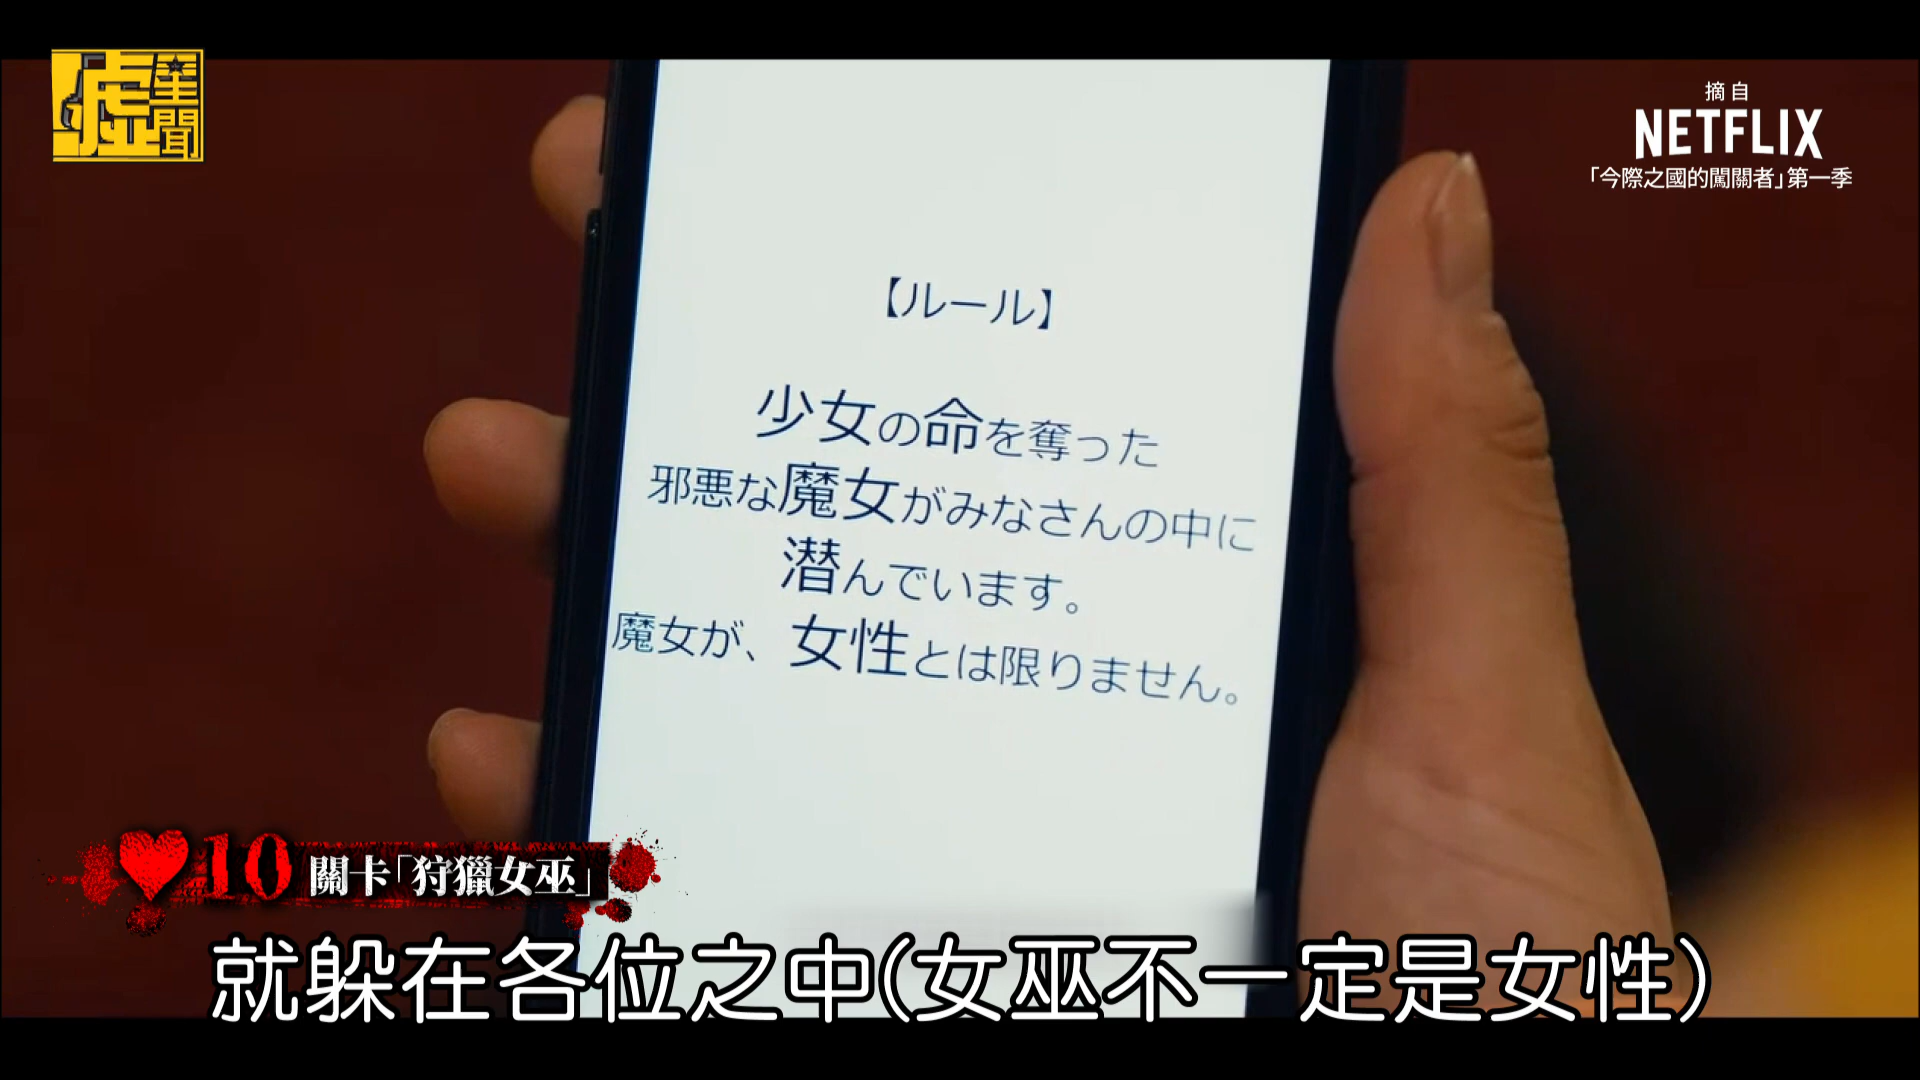 噓星聞
摘自
NETFLIX
「今際之國的闖關者」第一季
【ルール】
少女の命を奪った
邪悪な魔女がみなさんの中に
潜んでいます。
魔女が、女性とは限りません。
10 關卡「狩獵女巫」
就躲在各位之中(女巫不一定是女性)